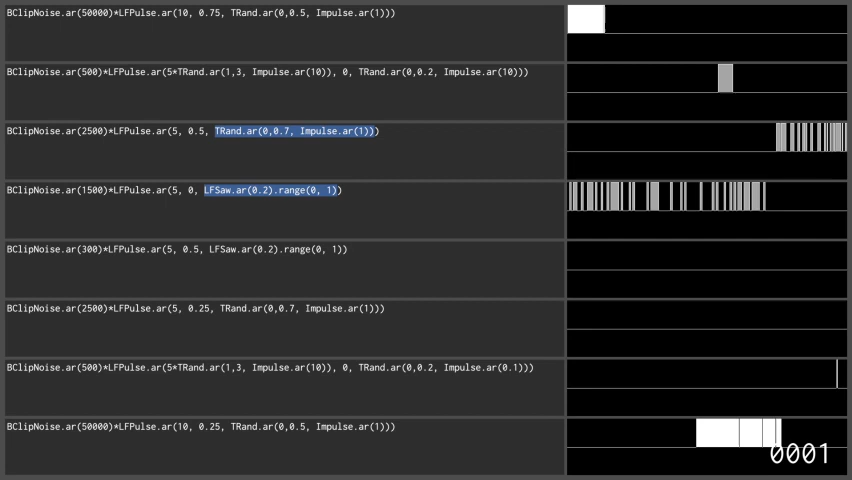 BClipNoise.ar(50000)*LFPulse.ar(10, 0.75, TRand.ar(0,0.5, Impulse.ar(1)))
BClipNoise.ar(500)*LFPulse.ar(5*TRand.ar(1,3, Impulse.ar(10)), 0, TRand.ar(0,0.2, Impulse.ar(10)))
BClipNoise.ar(2500)*LFPulse.ar(5, 0.5, TRand.ar(0,0.7, Impulse.ar(1)))
BClipNoise.ar(1500)*LFPulse.ar(5, 0, LFSaw.ar(0.2).range(0, 1))
BClipNoise.ar(300)*LFPulse.ar(5, 0.5, LFSaw.ar(0.2).range(0, 1))
BClipNoise.ar(2500)*LFPulse.ar(5, 0.25, TRand.ar(0,0.7, Impulse.ar(1)))
BClipNoise.ar(500)*LFPulse.ar(5*TRand.ar(1,3, Impulse.ar(10)), 0, TRand.ar(0,0.2, Impulse.ar(0.1)))
BClipNoise.ar(50000)*LFPulse.ar(10, 0.25, TRand.ar(0,0.5, Impulse.ar(1)))
0001